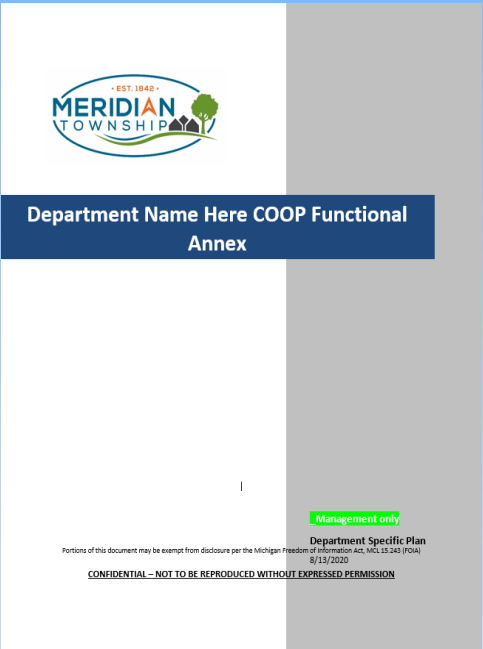 • EST. 1842 •
MERIDIAN
TOWNSHIP
Department Name Here COOP Functional
Annex
Management only
Department Specific Plan
Portions of this document may be exempt from disclosure per the Michigan Freedom of Information Act, MCL 15.243 (FOIA)
8/13/2020
CONFIDENTIAL – NOT TO BE REPRODUCED WITHOUT EXPRESSED PERMISSION